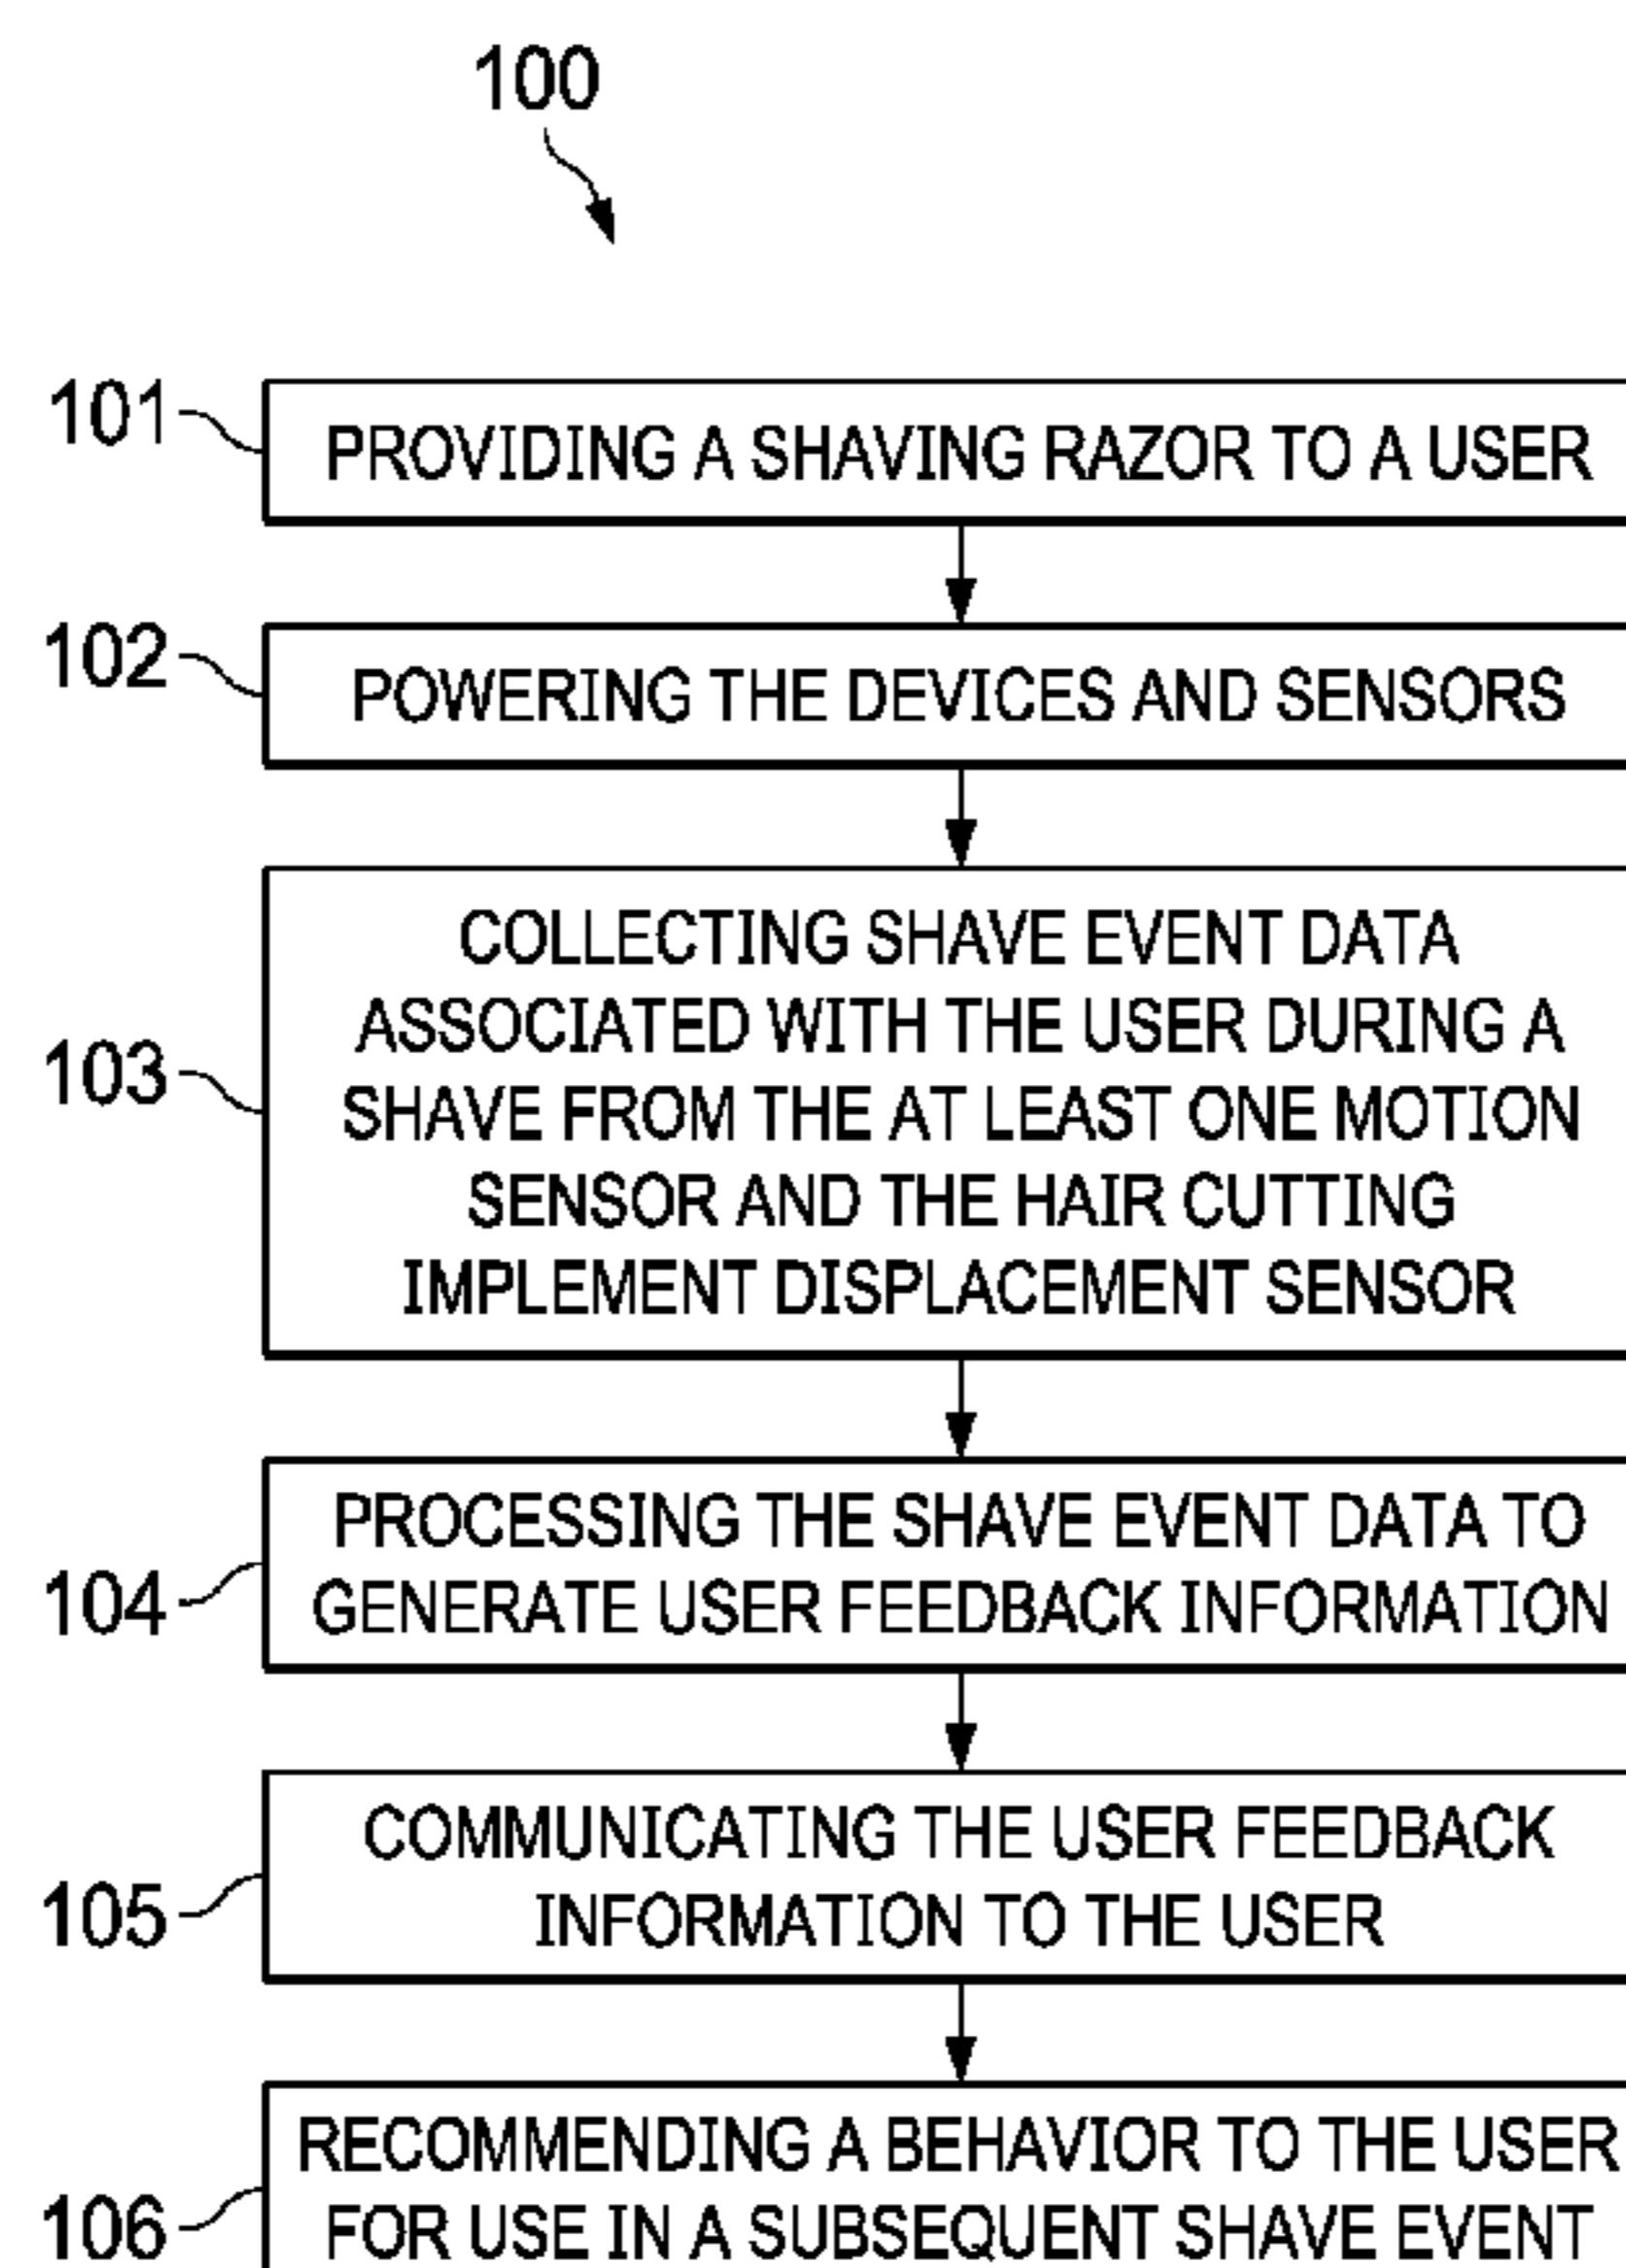 100
101
PROVIDING A SHAVING RAZOR TO A USER
102
POWERING THE DEVICES AND SENSORS
103
COLLECTING SHAVE EVENT DATA
ASSOCIATED WITH THE USER DURING A
SHAVE FROM THE AT LEAST ONE MOTION
SENSOR AND THE HAIR CUTTING
IMPLEMENT DISPLACEMENT SENSOR
104
PROCESSING THE SHAVE EVENT DATA TO
GENERATE USER FEEDBACK INFORMATION
105
COMMUNICATING THE USER FEEDBACK
INFORMATION TO THE USER
106
RECOMMENDING A BEHAVIOR TO THE USER
FOR USE IN A SUBSEQUENT SHAVE EVENT